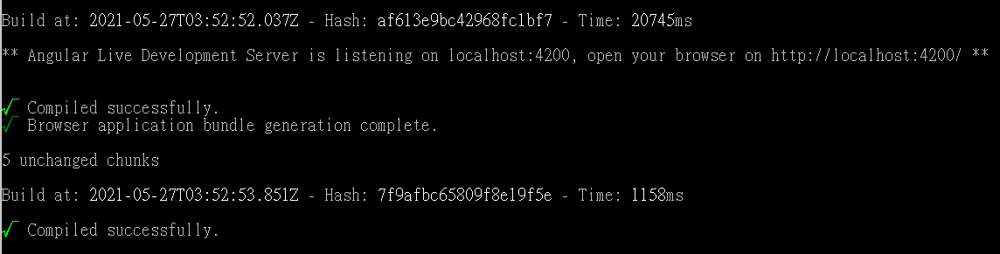 Build at: 2021-05-27T03:52:52.037Z - Hash: af613e9bc42968fc1bf7 - Time: 20745ms
** Angular Live Development Server is listening on localhost:4200, open your browser on http://localhost:4200/ **
√ Compiled successfully.
√ Browser application bundle generation complete.
5 unchanged chunks
Build at: 2021-05-27T03:52:53.851Z - Hash: 7f9afbc65809f8e19f5e - Time: 1158ms
√ Compiled successfully.